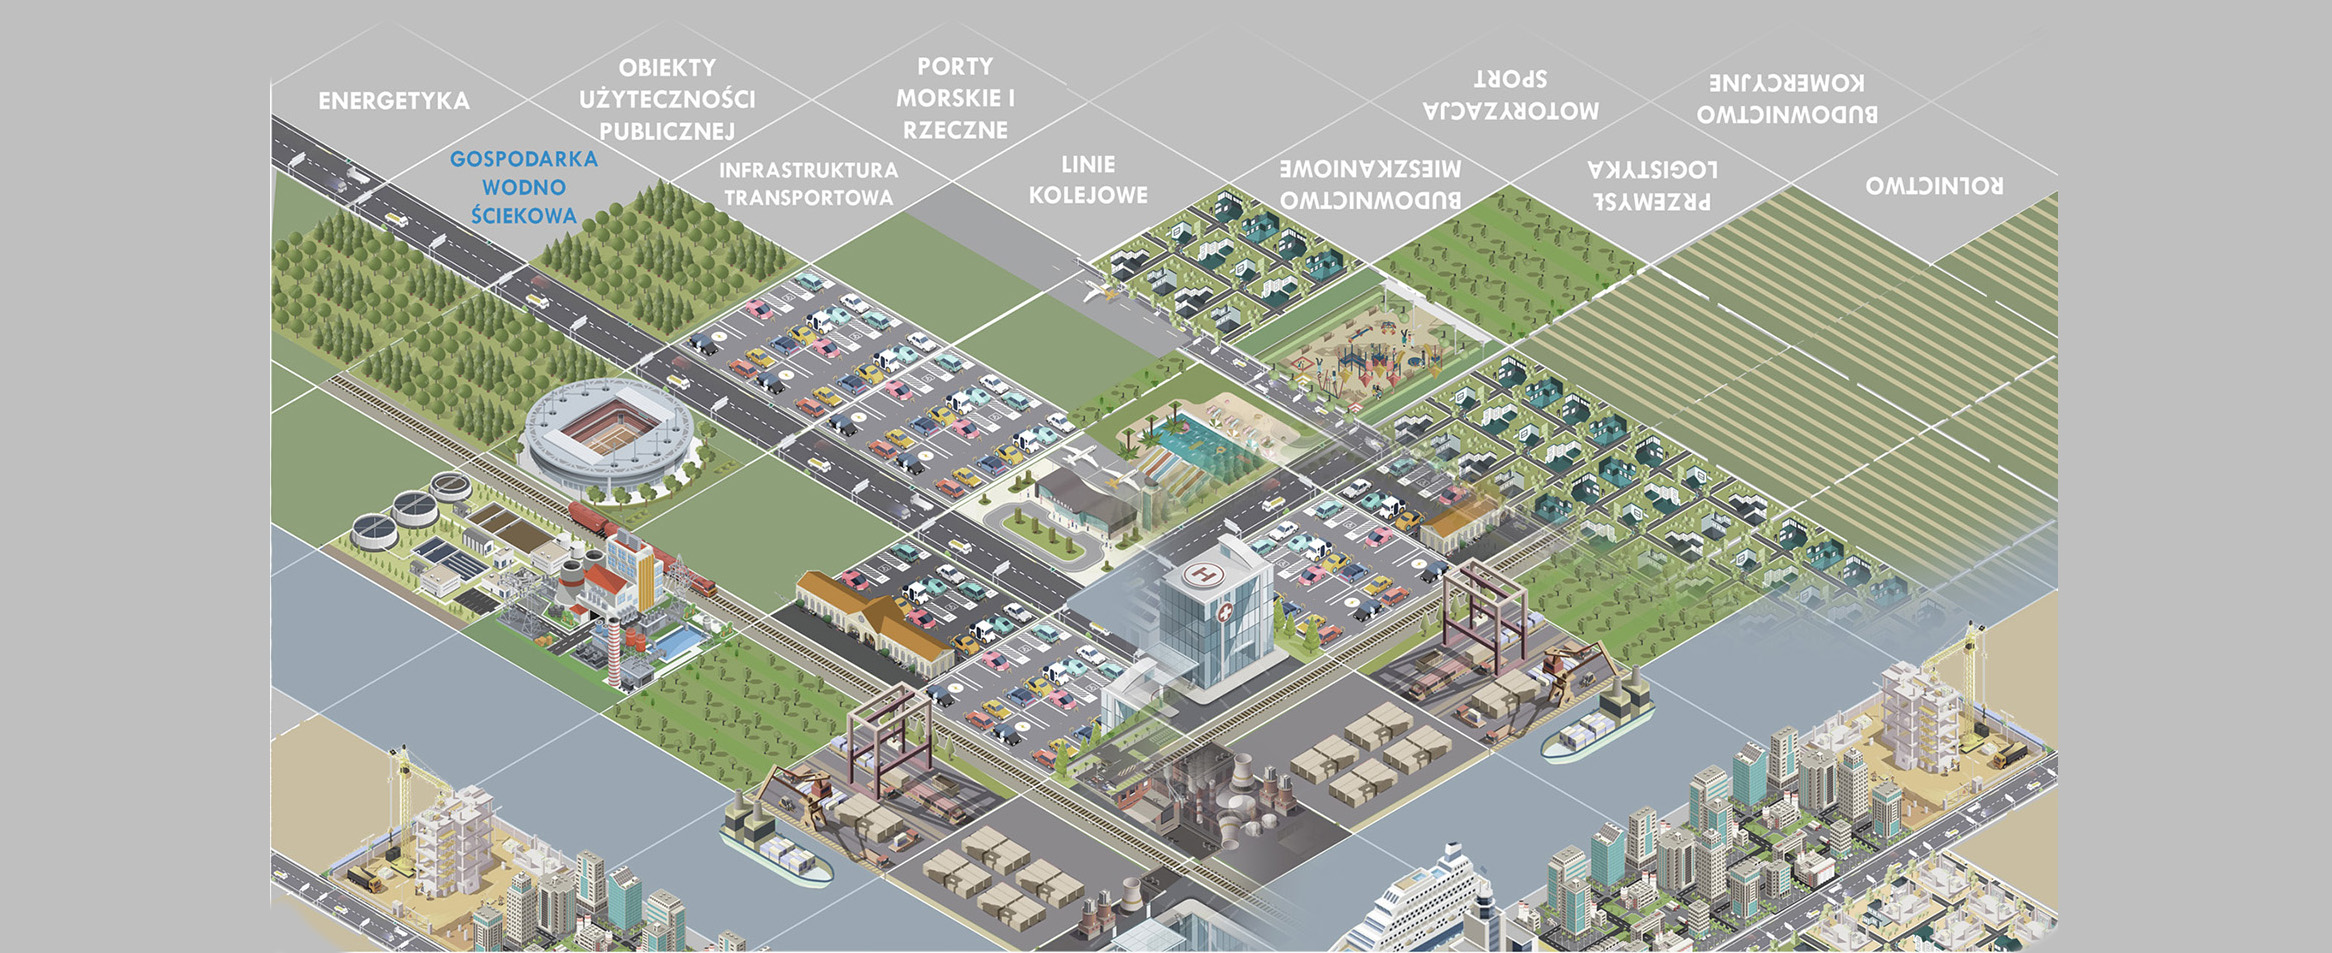 ENERGETYKA
GOSPODARKA
WODNO
ŚCIEKOWA
OBIEKTY
UŻYTECZNOŚCI
PUBLICZNEJ
INFRASTRUKTURA
TRANSPORTOWA
PORTY
MORSKIE I
RZECZNE
LINIE
KOLEJOWE
BUDOWNICTWO
MIESZKANIOWE
MOTORYZACJA
SPORT
PRZEMYSŁ
LOGISTYKA
BUDOWNICTWO
KOMERCYJNE
ROLNICTWO
H